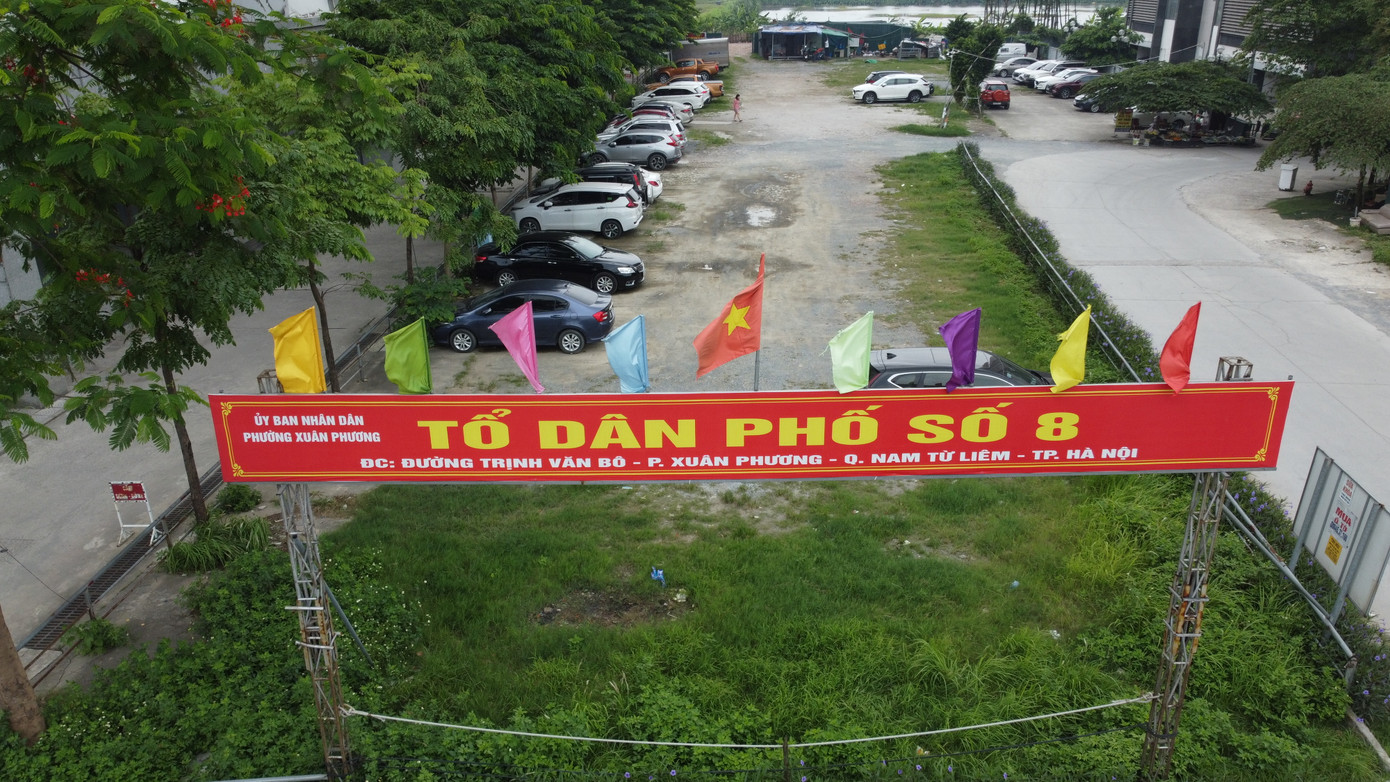 ỦY BAN NHÂN DÂN
PHƯỜNG XUÂN PHƯƠNG
TỔ DÂN PHỐ SỐ 8
ĐC: ĐƯỜNG TRỊNH VĂN BÔ - P. XUÂN PHƯƠNG - Q. NAM TỪ LIÊM - TP. HÀ NỘI
MUA